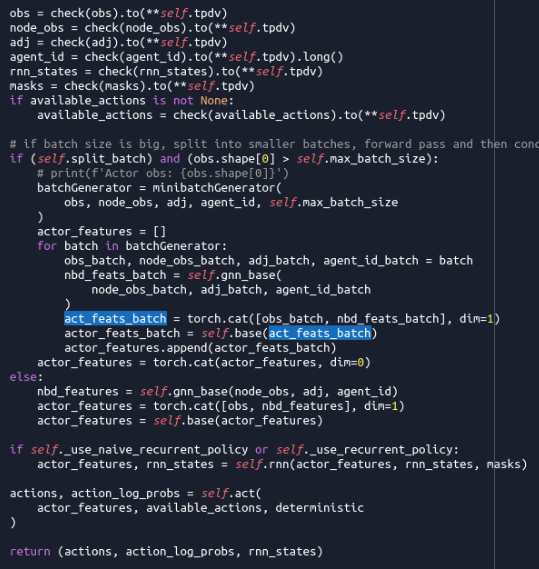 obs = check(obs).to(**self.tpdv)
node_obs = check(node_obs).to(**self.tpdv)
adj = check(adj).to(**self.tpdv)
agent_id = check(agent_id).to(**self.tpdv).long()
rnn_states = check(rnn_states).to(**self.tpdv)
masks = check(masks).to(**self.tpdv)
if available_actions is not None:
    available_actions = check(available_actions).to(**self.tpdv)

# if batch size is big, split into smaller batches, forward pass and then conc
if (self.split_batch) and (obs.shape[0] > self.max_batch_size):
    # print(f'Actor obs: {obs.shape[0]}')
    batchGenerator = minibatchGenerator(
        obs, node_obs, adj, agent_id, self.max_batch_size
    )
    actor_features = []
    for batch in batchGenerator:
        obs_batch, node_obs_batch, adj_batch, agent_id_batch = batch
        nbd_feats_batch = self.gnn_base(
            node_obs_batch, adj_batch, agent_id_batch
        )
        act_feats_batch = torch.cat([obs_batch, nbd_feats_batch], dim=1)
        actor_feats_batch = self.base(act_feats_batch)
        actor_features.append(actor_feats_batch)
    actor_features = torch.cat(actor_features, dim=0)
else:
    nbd_features = self.gnn_base(node_obs, adj, agent_id)
    actor_features = torch.cat([obs, nbd_features], dim=1)
    actor_features = self.base(actor_features)

if self._use_naive_recurrent_policy or self._use_recurrent_policy:
    actor_features, rnn_states = self.rnn(actor_features, rnn_states, masks)

actions, action_log_probs = self.act(
    actor_features, available_actions, deterministic
)

return (actions, action_log_probs, rnn_states)